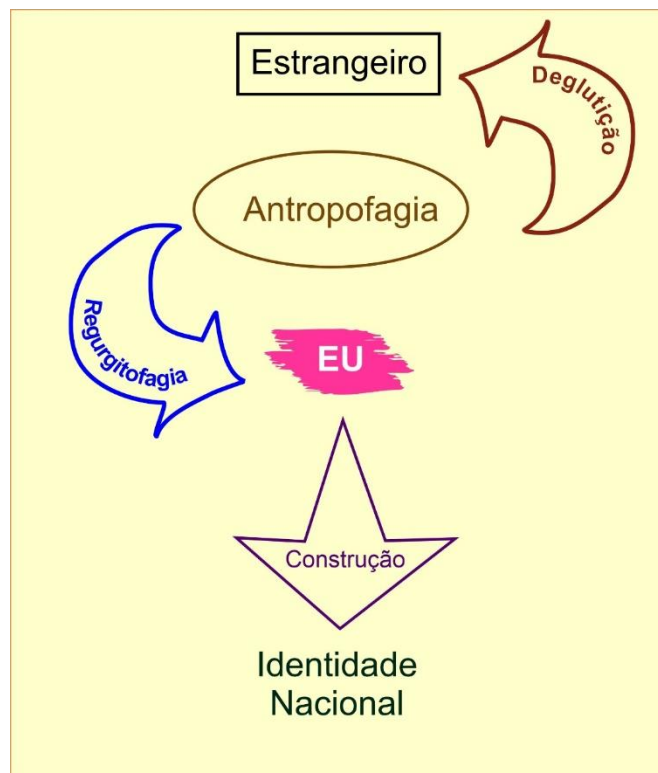 Estrangeiro
Deglutição
Antropofagia
Regurgitofagia
EU
Construção
Identidade
Nacional